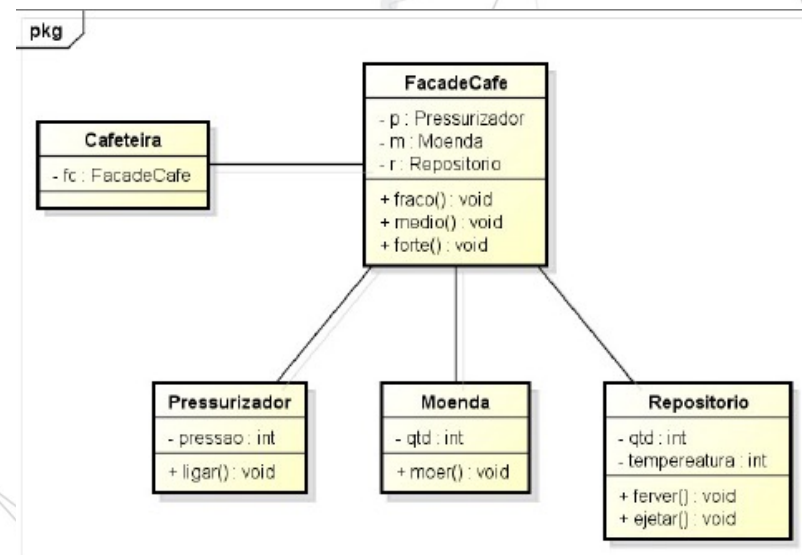 pkg
FacadeCafe
- p : Pressurizador
- m : Moenda
- r : Repositorio
+ fraco() : void
+ medio() : void
+ forte() : void
Cafeteira
- fc : FacadeCafe
Pressurizador
- pressao : int
+ ligar() : void
Moenda
- qtd : int
+ moer() : void
Repositorio
- qtd : int
- tempereatura : int
+ ferver() : void
+ ejetar() : void